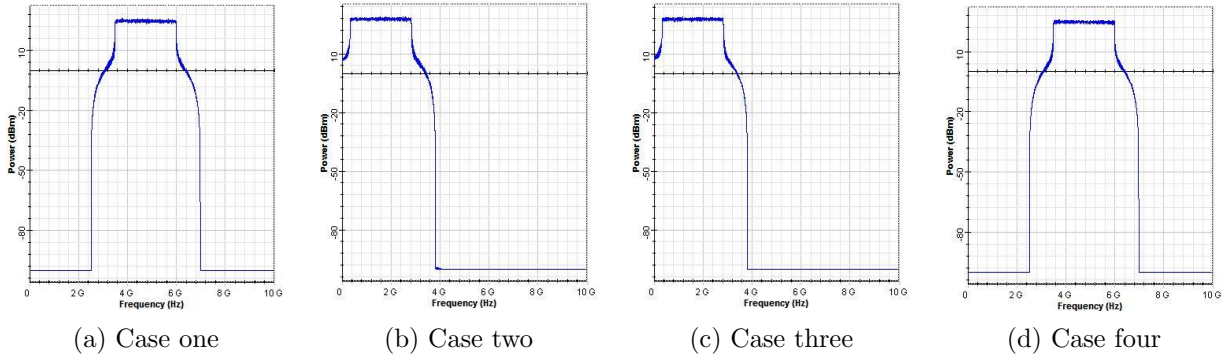 Power (dBm)
10
-20
-50
-80
0
2 G
4 G
6 G
8 G
10 G
Frequency (Hz)
(a) Case one
Power (dBm)
10
-20
-50
-80
0
2 G
4 G
6 G
8 G
10 G
Frequency (Hz)
(b) Case two
Power (dBm)
10
-20
-50
-80
0
2 G
4 G
6 G
8 G
10 G
Frequency (Hz)
(c) Case three
Power (dBm)
10
-20
-50
-80
0
2 G
4 G
6 G
8 G
10 G
Frequency (Hz)
(d) Case four